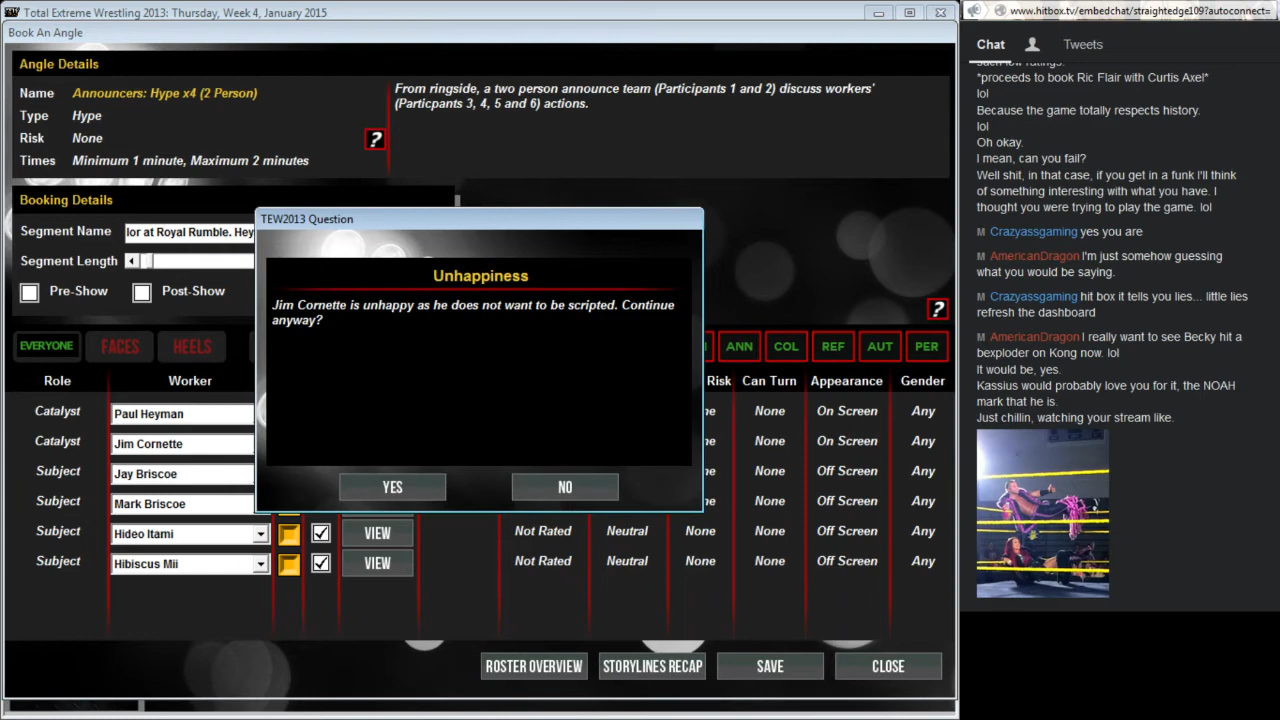 Total Extreme Wrestling 2013: Thursday, Week 4, January 2015
Book An Angle
Angle Details
Name Announcers: Hype x4 (2 Person)
Type Hype
Risk None
Times Minimum 1 minute, Maximum 2 minutes
?
From ringside, a two person announce team (Participants 1 and 2) discuss workers'
(Particpants 3, 4, 5 and 6) actions.
Booking Details
Segment Name lor at Royal Rumble. Hey
Segment Length
Pre-Show Post-Show
?
TEW2013 Question
Unhappiness
Jim Cornette is unhappy as he does not want to be scripted. Continue
anyway?
YES NO
EVERYONE FACES HEELS ANN COL REF AUT PER
Role Worker Risk Can Turn Appearance Gender
Catalyst Paul Heyman None On Screen Any
Catalyst Jim Cornette None On Screen Any
Subject Jay Briscoe None Off Screen Any
Subject Mark Briscoe None Off Screen Any
Subject Hideo Itami VIEW Not Rated Neutral None None Off Screen Any
Subject Hibiscus Mii VIEW Not Rated Neutral None None Off Screen Any
ROSTER OVERVIEW STORYLINES RECAP SAVE CLOSE
www.hitbox.tv/embedchat/straightedge109?autoconnect=
Chat Tweets
such low ratings.
*proceeds to book Ric Flair with Curtis Axel*
lol
Because the game totally respects history.
lol
Oh okay.
I mean, can you fail?
Well shit, in that case, if you get in a funk I'll think
of something interesting with what you have. I
thought you were trying to play the game. lol
M Crazyassgaming yes you are
M AmericanDragon I'm just somehow guessing
what you would be saying.
M Crazyassgaming hit box it tells you lies... little lies
refresh the dashboard
M AmericanDragon I really want to see Becky hit a
bexploder on Kong now. lol
It would be, yes.
Kassius would probably love you for it, the NOAH
mark that he is.
Just chillin, watching your stream like.